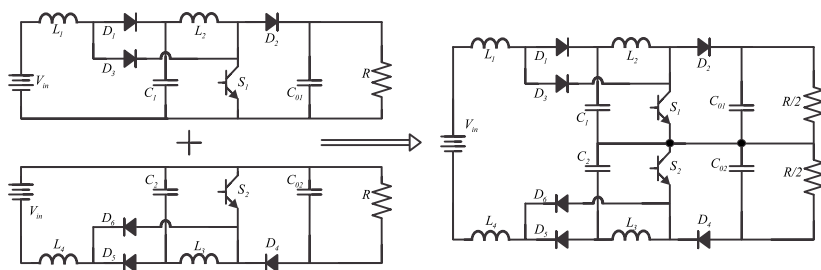 L1 D1 L2 D2
D3
Vin C1 S1 C01 R
+
C2 S2 C02 R
Vin
D6
L4 D5 L3 D4
L1 D1 L2 D2
D3
C1 S1 C01 R/2
Vin
C2 S2 C02 R/2
D6
L4 D5 L3 D4